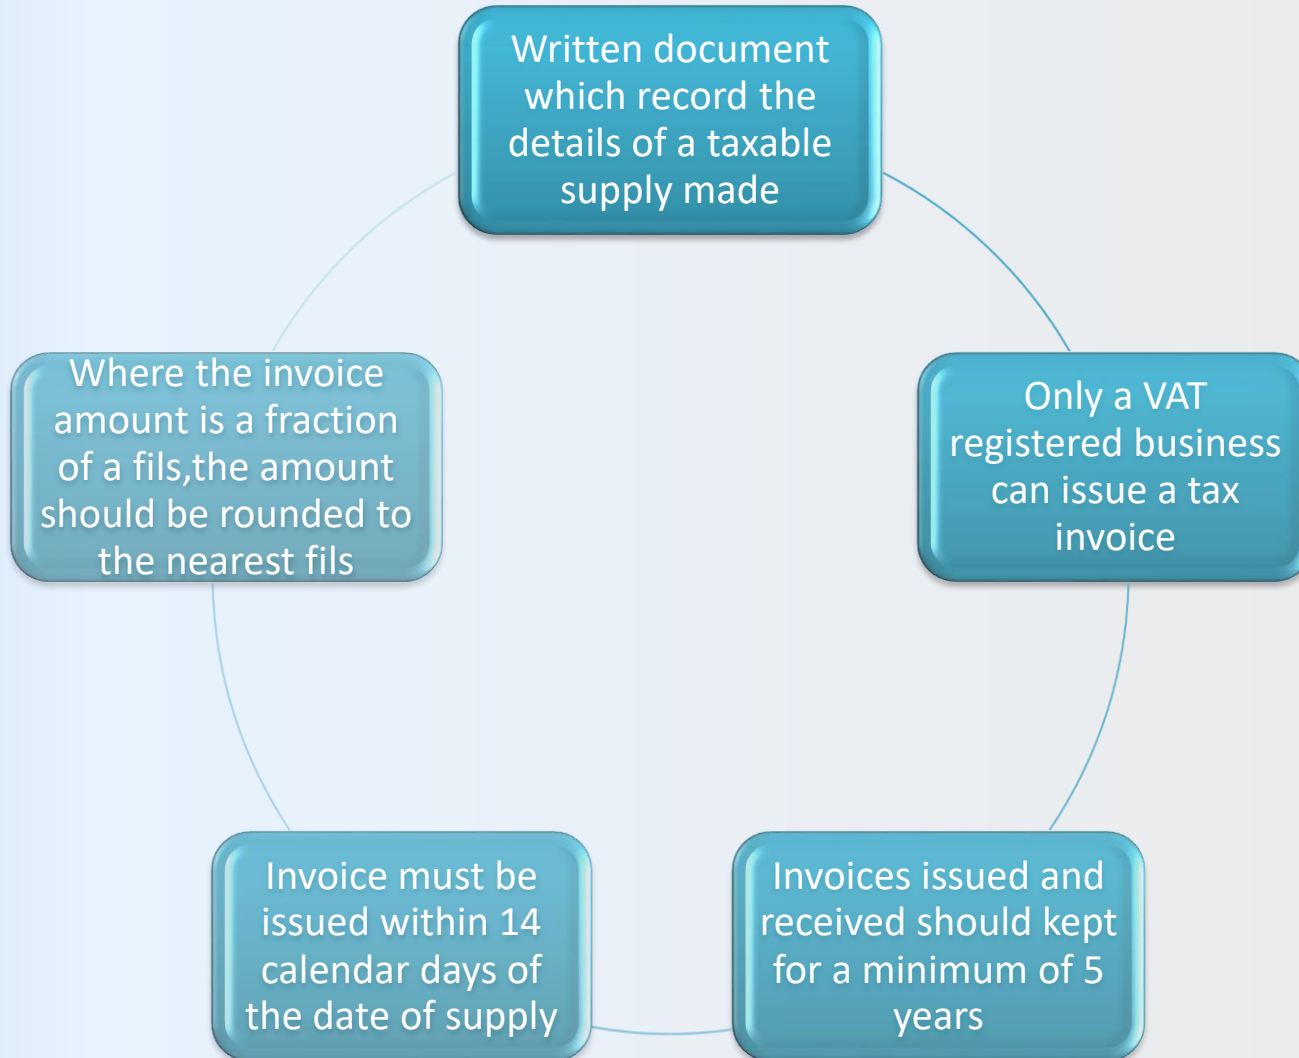 Written document
which record the
details of a taxable
supply made
Only a VAT
registered business
can issue a tax
invoice
Invoices issued and
received should kept
for a minimum of 5
years
Invoice must be
issued within 14
calendar days of
the date of supply
Where the invoice
amount is a fraction
of a fils,the amount
should be rounded to
the nearest fils